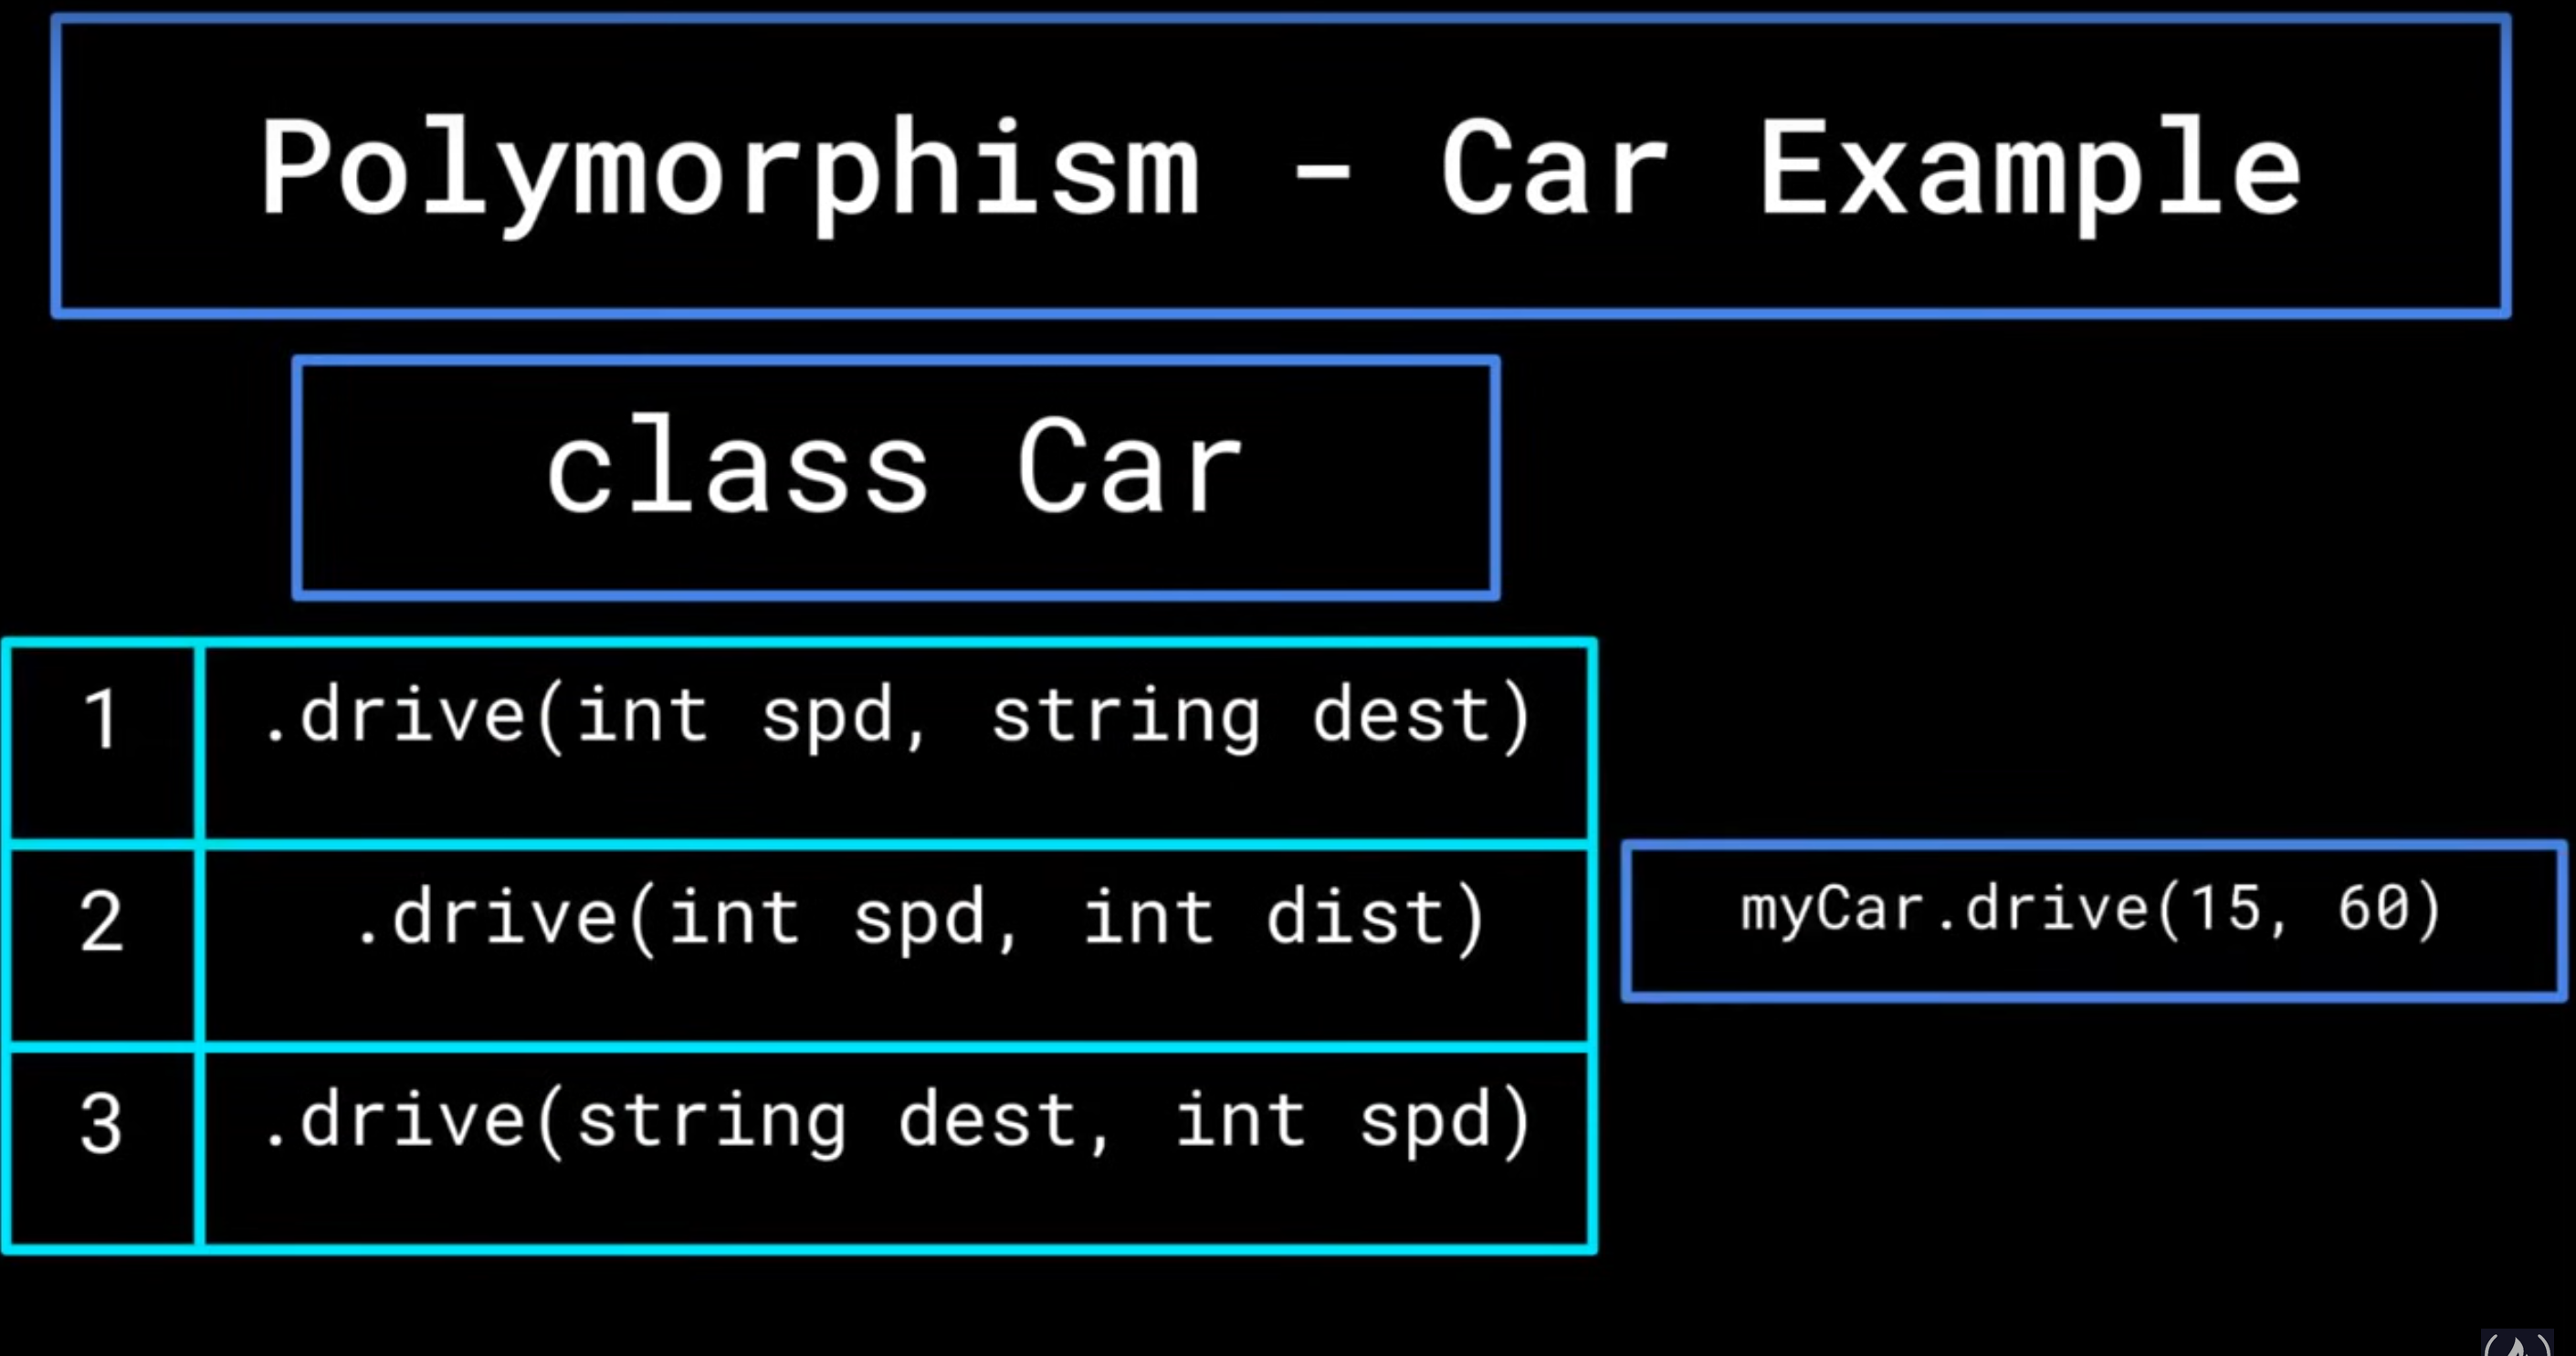 Polymorphism - Car Example
class Car
1 .drive(int spd, string dest)
2 .drive(int spd, int dist)
myCar.drive(15, 60)
3 .drive(string dest, int spd)